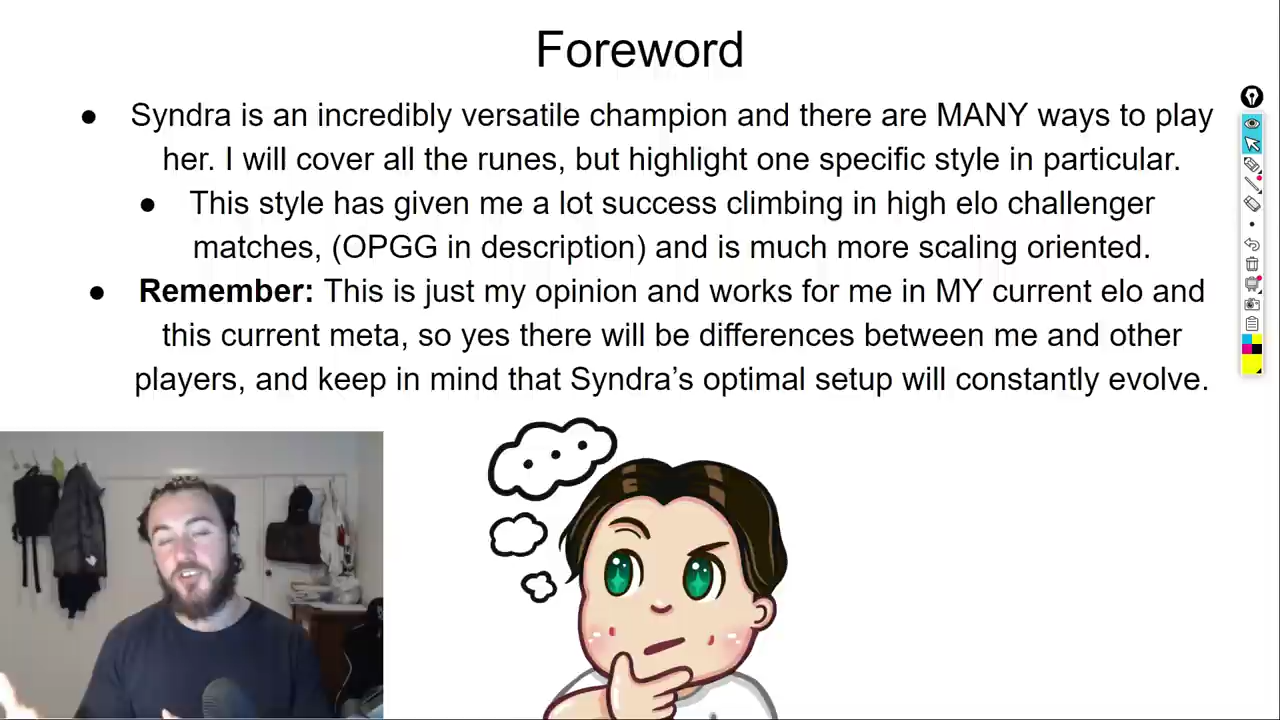 Foreword
● Syndra is an incredibly versatile champion and there are MANY ways to play
her. I will cover all the runes, but highlight one specific style in particular.
● This style has given me a lot success climbing in high elo challenger
matches, (OPGG in description) and is much more scaling oriented.
● Remember: This is just my opinion and works for me in MY current elo and
this current meta, so yes there will be differences between me and other
players, and keep in mind that Syndra’s optimal setup will constantly evolve.